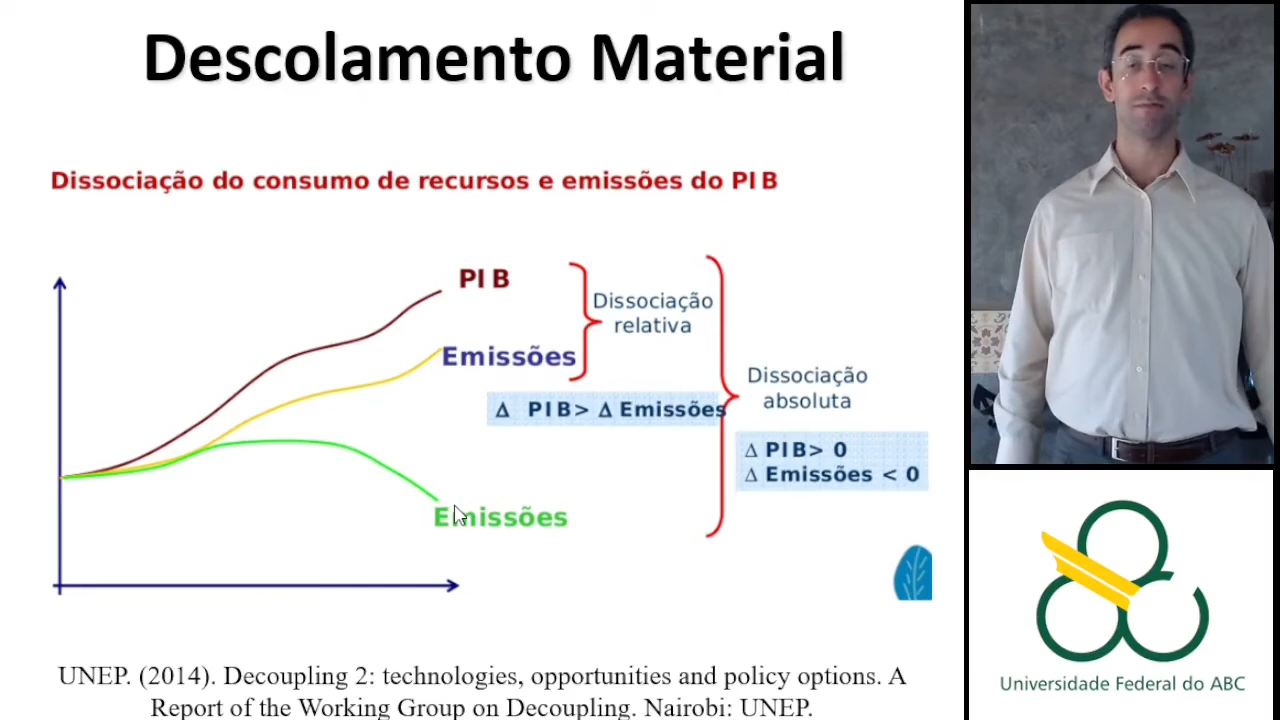 Descolamento Material
Dissociação do consumo de recursos e emissões do PIB
PIB
Dissociação
relativa
Emissões
Δ PIB> Δ Emissões
Dissociação
absoluta
Δ PIB> 0
Δ Emissões < 0
Emissões
UNEP. (2014). Decoupling 2: technologies, opportunities and policy options. A
Report of the Working Group on Decoupling. Nairobi: UNEP.
Universidade Federal do ABC